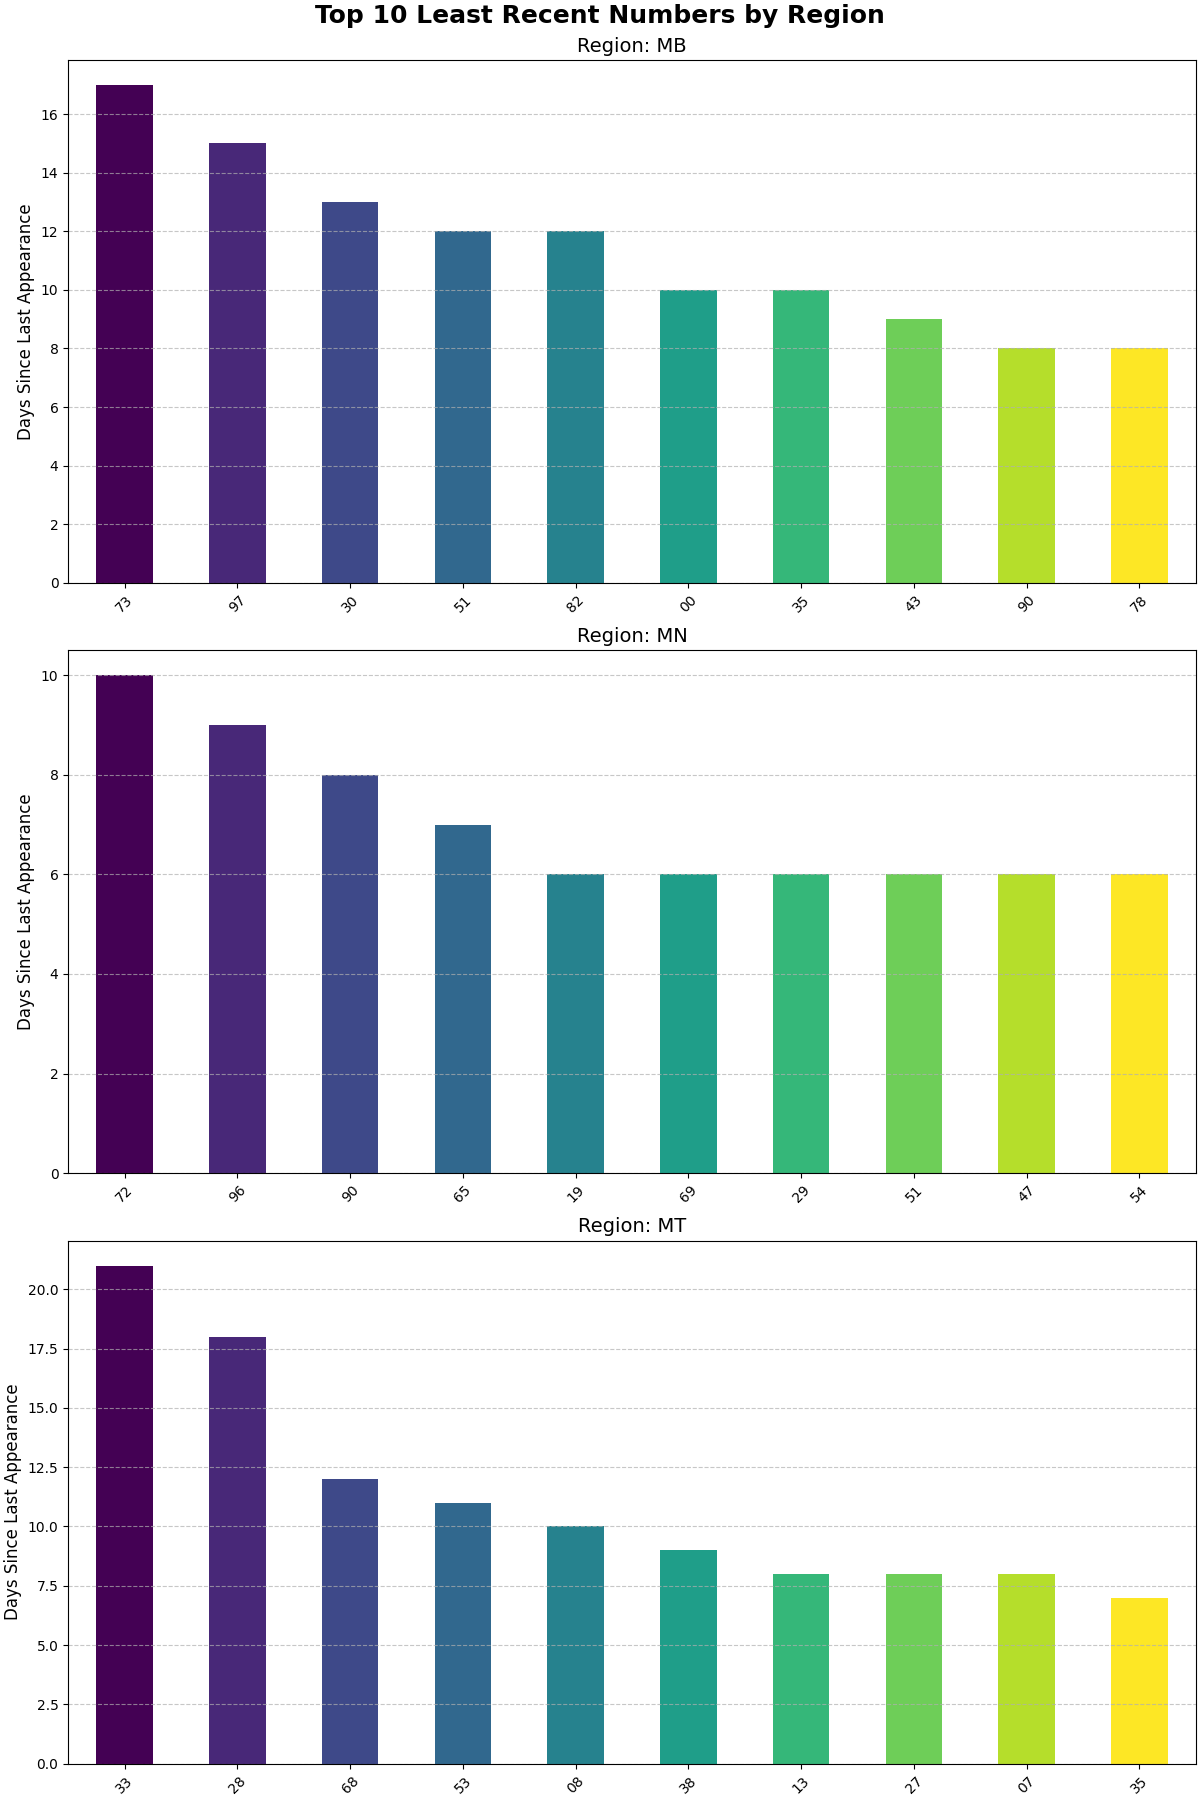 Top 10 Least Recent Numbers by Region
Region: MB
Days Since Last Appearance
16
14
12
10
8
6
4
2
0
73 97 30 51 82 00 35 43 90 78
Region: MN
Days Since Last Appearance
10
8
6
4
2
0
72 96 90 65 19 69 29 51 47 54
Region: MT
Days Since Last Appearance
20.0
17.5
15.0
12.5
10.0
7.5
5.0
2.5
0.0
33 28 68 53 08 38 13 27 07 35